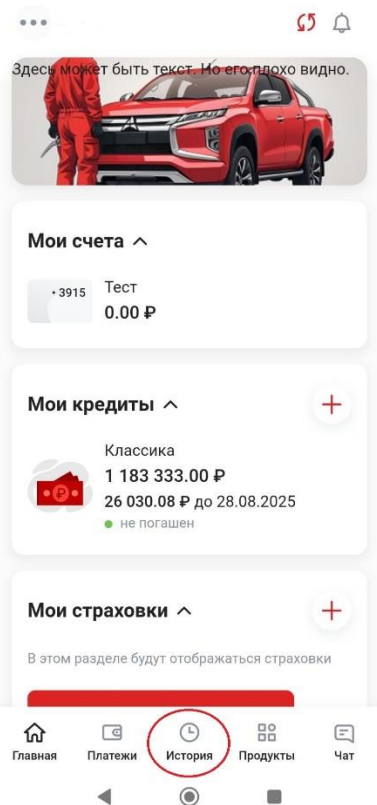 Здесь может быть текст. Но его плохо видно.
Мои счета
• 3915
Тест
0.00 ₽
Мои кредиты
Классика
1 183 333.00 ₽
26 030.08 ₽ до 28.08.2025
не погашен
Мои страховки
В этом разделе будут отображаться страховки
Главная
Платежи
История
Продукты
Чат